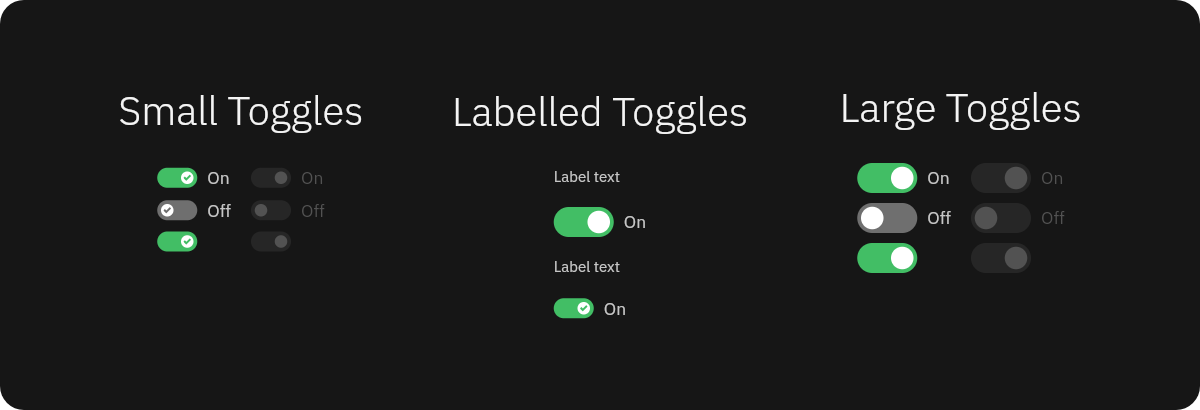 Small Toggles
On On
Off Off
Labelled Toggles
Label text
On
Label text
On
Large Toggles
On On
Off Off